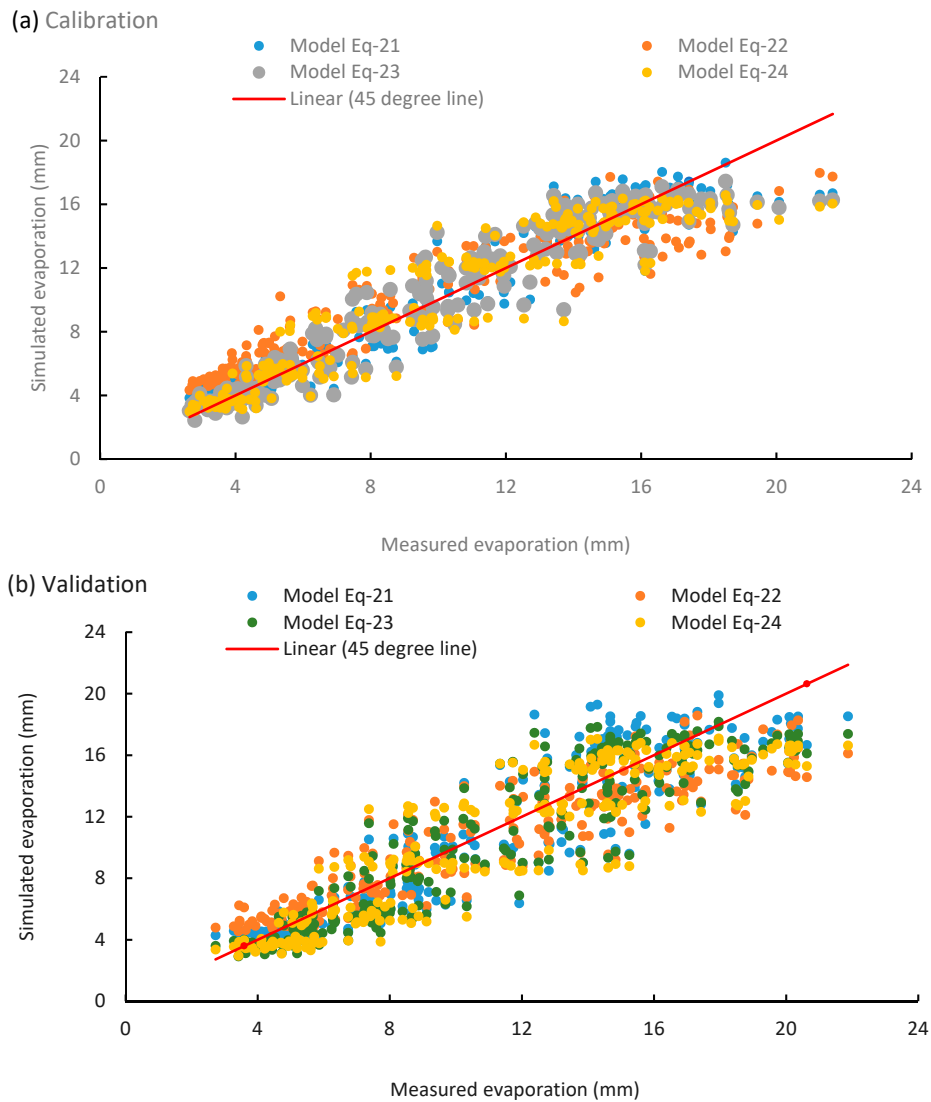 (a) Calibration
Model Eq-21 Model Eq-22
Model Eq-23 Model Eq-24
Linear (45 degree line)
24
20
16
12
8
4
0
Simulated evaporation (mm)
0 4 8 12 16 20 24
Measured evaporation (mm)
(b) Validation
Model Eq-21 Model Eq-22
Model Eq-23 Model Eq-24
Linear (45 degree line)
24
20
16
12
8
4
0
Simulated evaporation (mm)
0 4 8 12 16 20 24
Measured evaporation (mm)